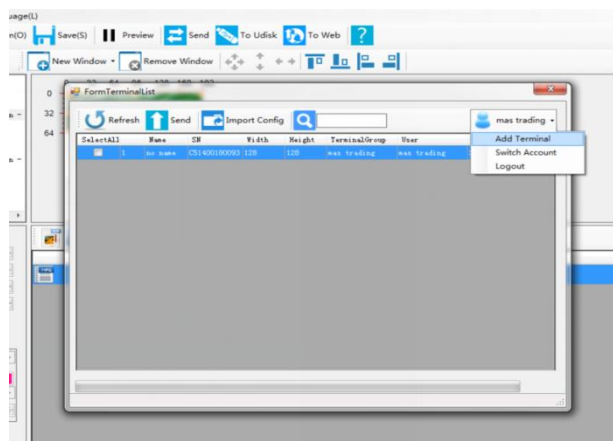 uage(L)
n(O) Save(S) Preview Send To Udisk To Web ?
New Window Remove Window
0
32
64
FormTerminalList
Refresh Send Import Config mas trading
SelectAll Name SN Width Height TerminalGroup User
1 no name 128 128 mas trading mas trading
Add Terminal
Switch Account
Logout